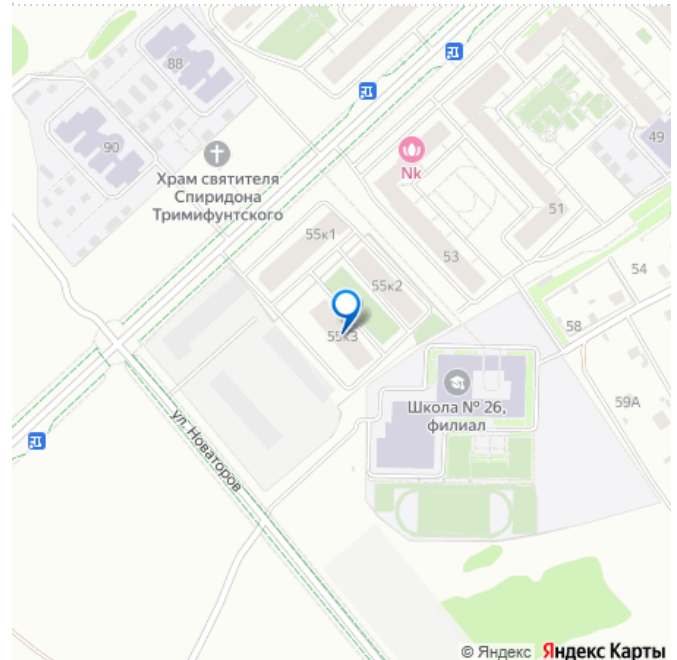 88
90
Храм святителя
Спиридона
Тримифунтского
Nk
49
51
53
54
55к1
55к2
55к3
58
59А
Школа № 26,
филиал
ул. Новаторов
© Яндекс Яндекс Карты